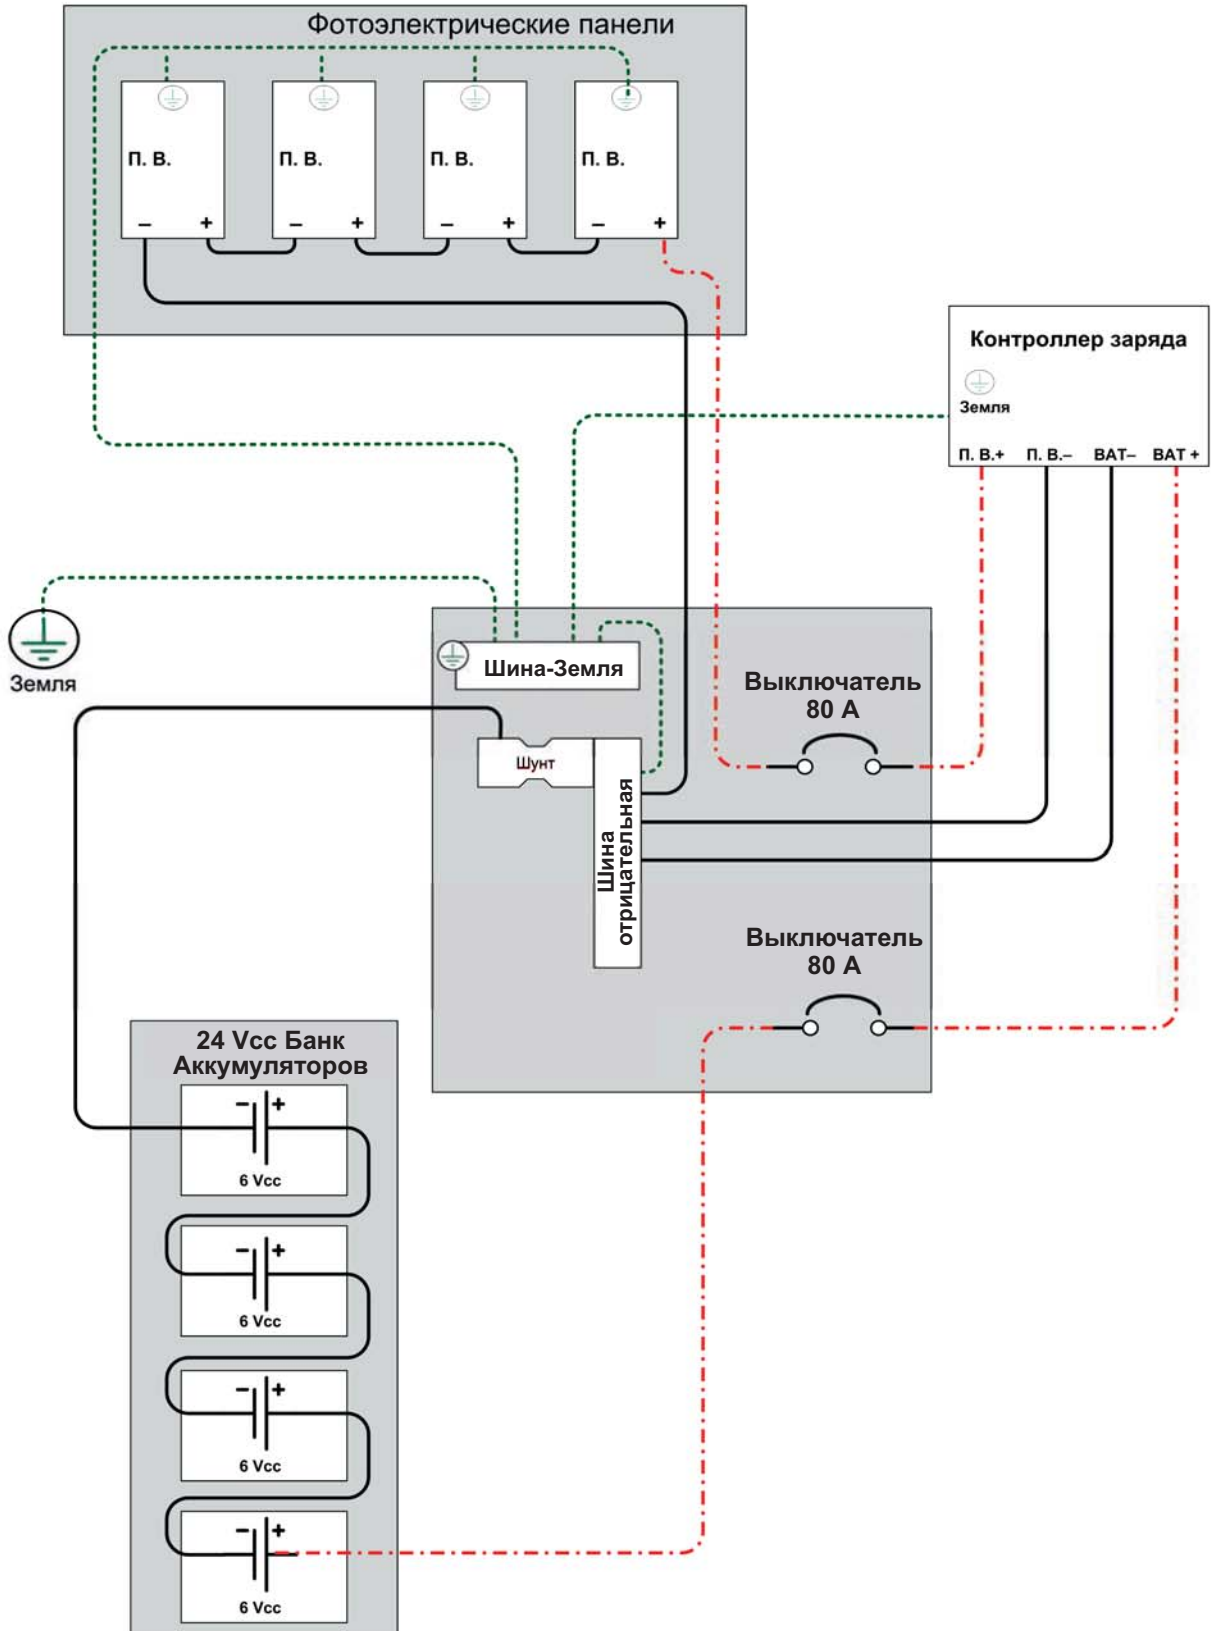 Фотоэлектрические панели
П. В.
П. В.
П. В.
П. В.
– +
– +
– +
– +
Контроллер заряда
Земля
П. В.+ П. В.– BAT– BAT +
Земля
Шина-Земля
Выключатель
80 А
Шунт
Шина
отрицательная
Выключатель
80 А
24 Vcc Банк
Аккумуляторов
– +
6 Vcc
– +
6 Vcc
– +
6 Vcc
– +
6 Vcc